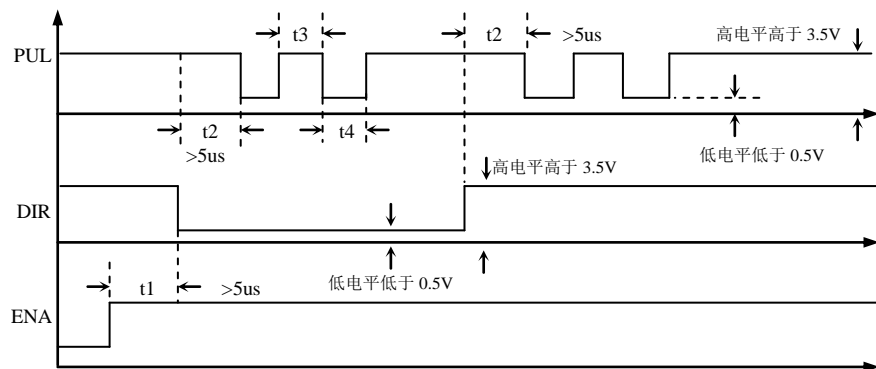 t3
t2
>5us
高电平高于 3.5V
PUL
t2
t4
>5us
低电平低于 0.5V
高电平高于 3.5V
DIR
t1
>5us
低电平低于 0.5V
ENA